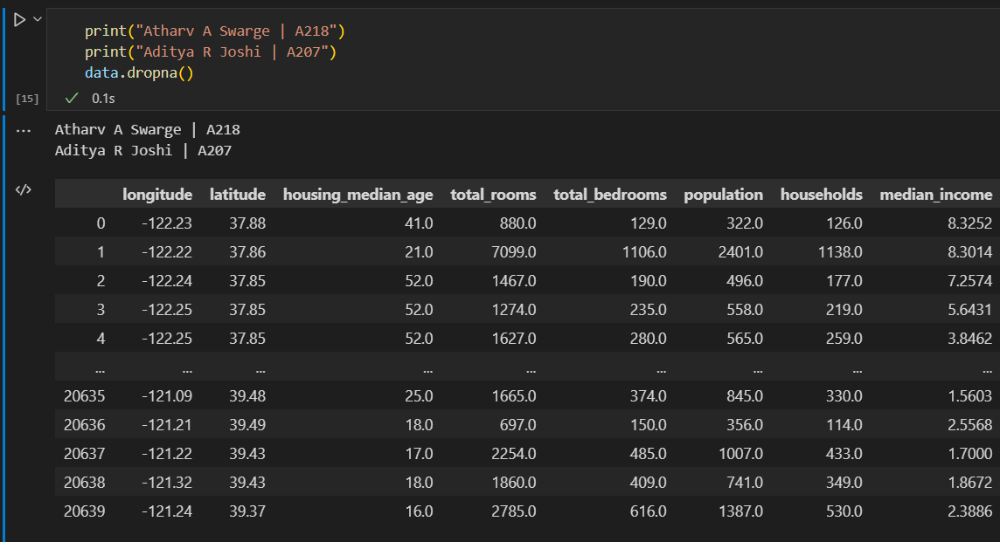 print("Atharv A Swarge | A218")
print("Aditya R Joshi | A207")
data.dropna()
[15] 0.1s
... Atharv A Swarge | A218
Aditya R Joshi | A207
longitude latitude housing_median_age total_rooms total_bedrooms population households median_income
0 -122.23 37.88 41.0 880.0 129.0 322.0 126.0 8.3252
1 -122.22 37.86 21.0 7099.0 1106.0 2401.0 1138.0 8.3014
2 -122.24 37.85 52.0 1467.0 190.0 496.0 177.0 7.2574
3 -122.25 37.85 52.0 1274.0 235.0 558.0 219.0 5.6431
4 -122.25 37.85 52.0 1627.0 280.0 565.0 259.0 3.8462
... ... ... ... ... ... ... ... ...
20635 -121.09 39.48 25.0 1665.0 374.0 845.0 330.0 1.5603
20636 -121.21 39.49 18.0 697.0 150.0 356.0 114.0 2.5568
20637 -121.22 39.43 17.0 2254.0 485.0 1007.0 433.0 1.7000
20638 -121.32 39.43 18.0 1860.0 409.0 741.0 349.0 1.8672
20639 -121.24 39.37 16.0 2785.0 616.0 1387.0 530.0 2.3886